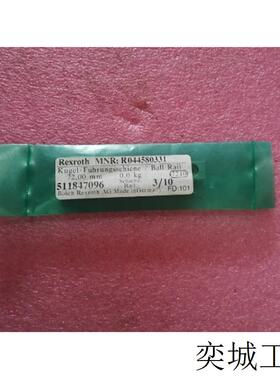 Rexroth MNR: R044580331
Kugel-Führungsschiene / Ball Rail
72,00 mm 0,0 kg
511847096 3/10
Bosch Rexroth AG Made in Germany FD:101
奕城工